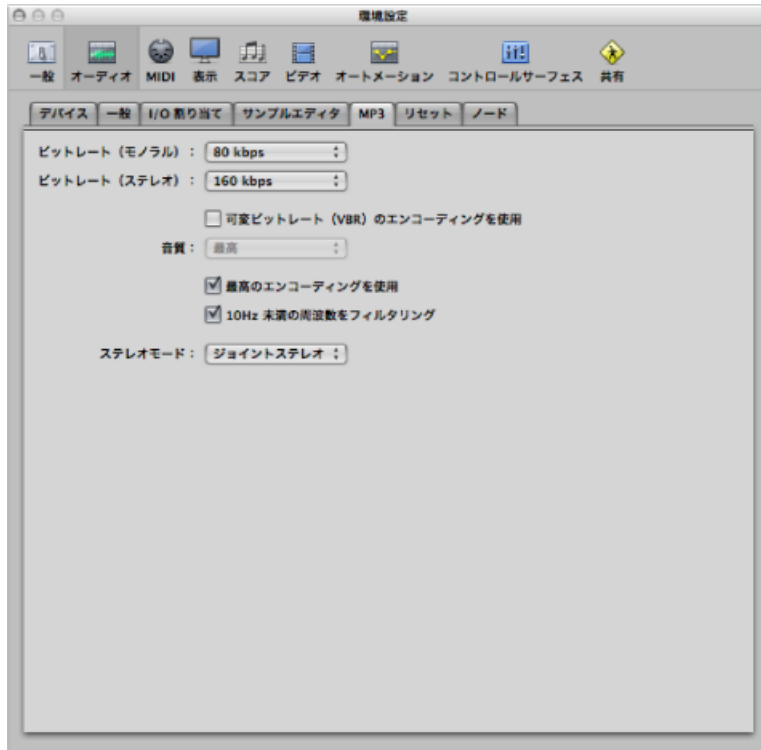 環境設定
一般 オーディオ MIDI 表示 スコア ビデオ オートメーション コントロールサーフェス 共有
デバイス 一般 I/O 割り当て サンプルエディタ MP3 リセット ノード
ビットレート（モノラル）： 80 kbps
ビットレート（ステレオ）： 160 kbps
可変ビットレート（VBR）のエンコーディングを使用
音質： 最高
最高のエンコーディングを使用
10Hz 未満の周波数をフィルタリング
ステレオモード： ジョイントステレオ